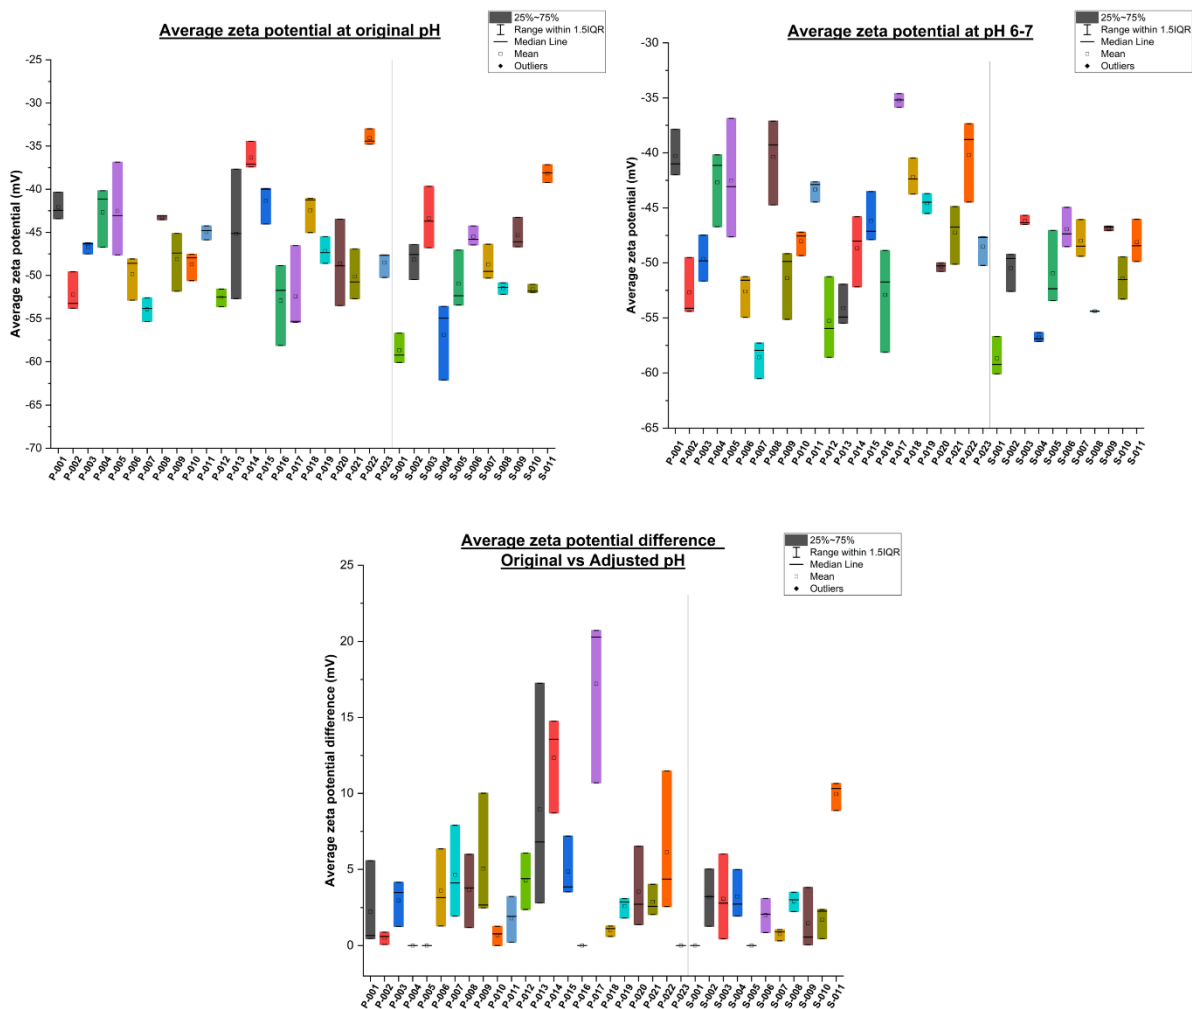 Average zeta potential at original pH
25%~75%
Range within 1.5IQR
Median Line
Mean
Outliers
Average zeta potential (mV)
-25
-30
-35
-40
-45
-50
-55
-60
-65
-70
P-001
P-002
P-003
P-004
P-005
P-006
P-007
P-008
P-009
P-010
P-011
P-012
P-013
P-014
P-015
P-016
P-017
P-018
P-019
P-020
P-021
P-022
P-023
S-001
S-002
S-003
S-004
S-005
S-006
S-007
S-008
S-009
S-010
S-011
Average zeta potential at pH 6-7
25%~75%
Range within 1.5IQR
Median Line
Mean
Outliers
Average zeta potential (mV)
-30
-35
-40
-45
-50
-55
-60
-65
P-001
P-002
P-003
P-004
P-005
P-006
P-007
P-008
P-009
P-010
P-011
P-012
P-013
P-014
P-015
P-016
P-017
P-018
P-019
P-020
P-021
P-022
P-023
S-001
S-002
S-003
S-004
S-005
S-006
S-007
S-008
S-009
S-010
S-011
Average zeta potential difference
Original vs Adjusted pH
25%~75%
Range within 1.5IQR
Median Line
Mean
Outliers
Average zeta potential difference (mV)
25
20
15
10
5
0
P-001
P-002
P-003
P-004
P-005
P-006
P-007
P-008
P-009
P-010
P-011
P-012
P-013
P-014
P-015
P-016
P-017
P-018
P-019
P-020
P-021
P-022
P-023
S-001
S-002
S-003
S-004
S-005
S-006
S-007
S-008
S-009
S-010
S-011